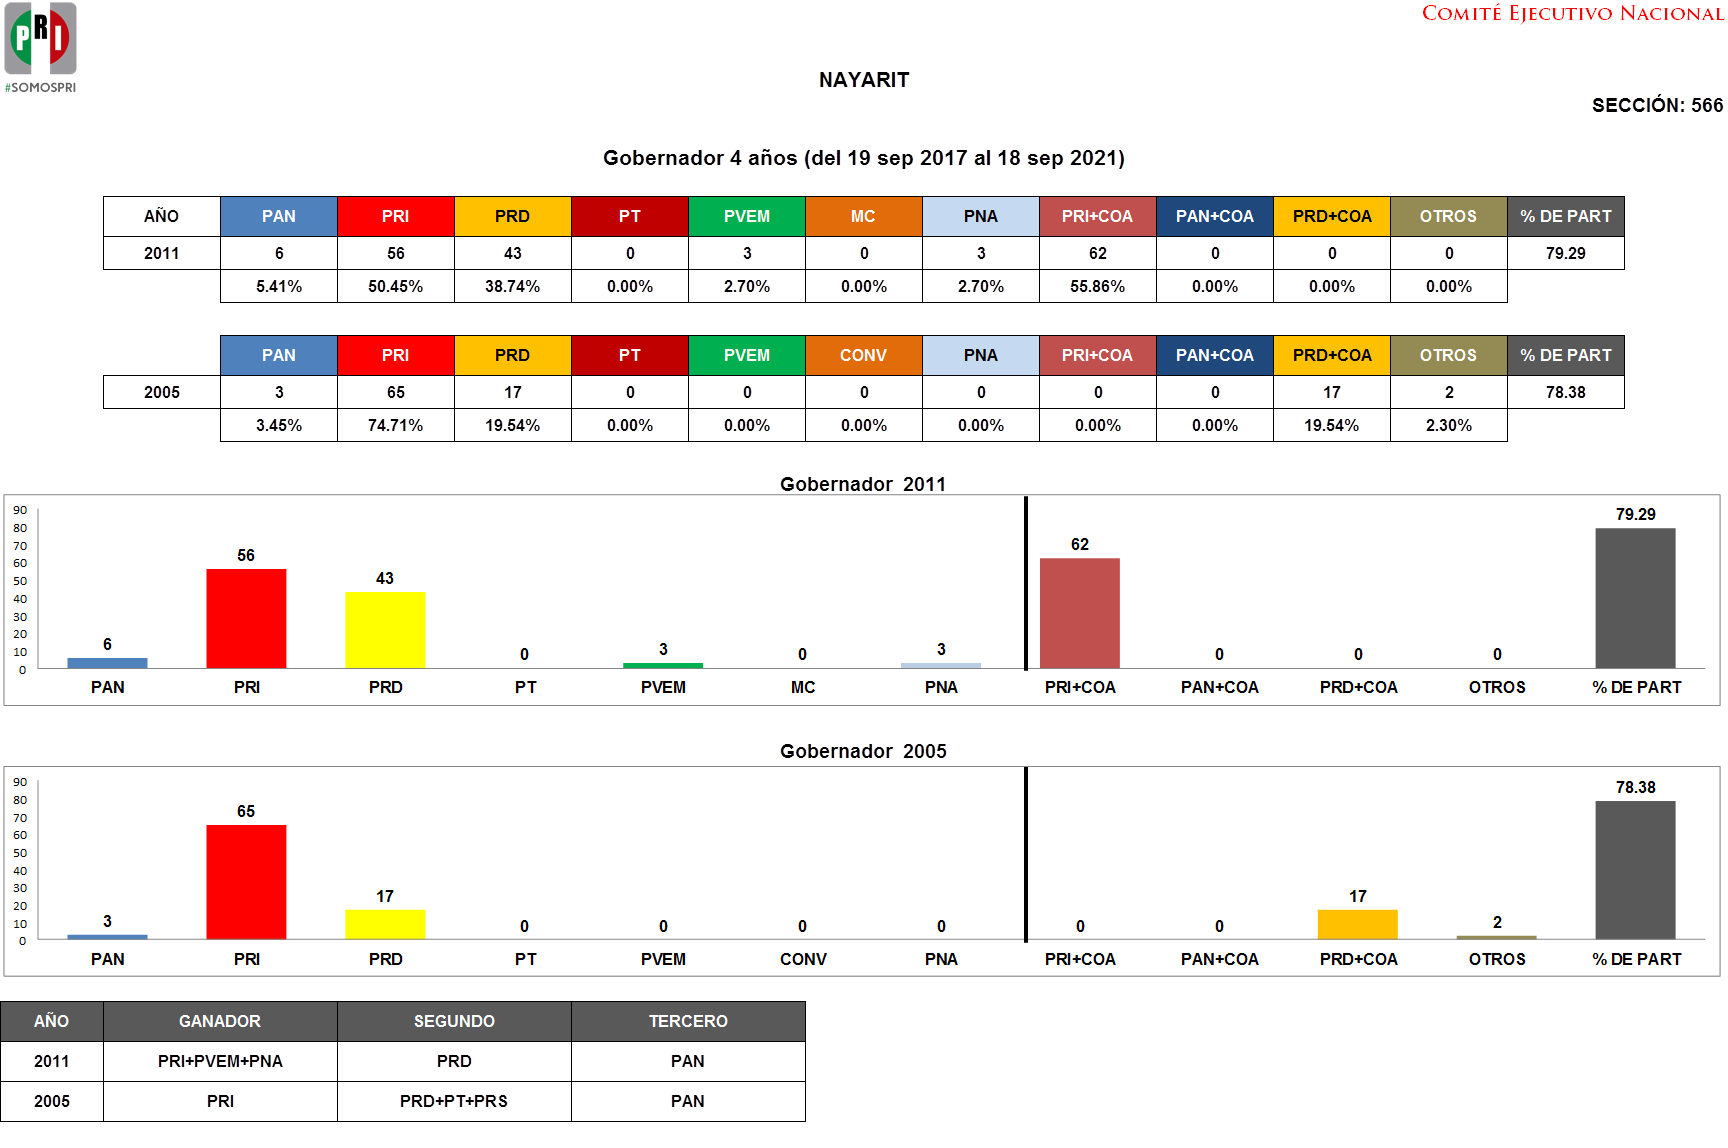 PRI
#SOMOSPRI
COMITÉ EJECUTIVO NACIONAL
NAYARIT
SECCIÓN: 566
Gobernador 4 años (del 19 sep 2017 al 18 sep 2021)
AÑO PAN PRI PRD PT PVEM MC PNA PRI+COA PAN+COA PRD+COA OTROS % DE PART
2011 6 56 43 0 3 0 3 62 0 0 0 79.29
5.41% 50.45% 38.74% 0.00% 2.70% 0.00% 2.70% 55.86% 0.00% 0.00% 0.00%
PAN PRI PRD PT PVEM CONV PNA PRI+COA PAN+COA PRD+COA OTROS % DE PART
2005 3 65 17 0 0 0 0 0 0 17 2 78.38
3.45% 74.71% 19.54% 0.00% 0.00% 0.00% 0.00% 0.00% 0.00% 19.54% 2.30%
Gobernador 2011
90
80
70
60
50
40
30
20
10
0
6 56 43 0 3 0 3 62 0 0 0 79.29
PAN PRI PRD PT PVEM MC PNA PRI+COA PAN+COA PRD+COA OTROS % DE PART
Gobernador 2005
90
80
70
60
50
40
30
20
10
0
3 65 17 0 0 0 0 0 0 17 2 78.38
PAN PRI PRD PT PVEM CONV PNA PRI+COA PAN+COA PRD+COA OTROS % DE PART
AÑO GANADOR SEGUNDO TERCERO
2011 PRI+PVEM+PNA PRD PAN
2005 PRI PRD+PT+PRS PAN